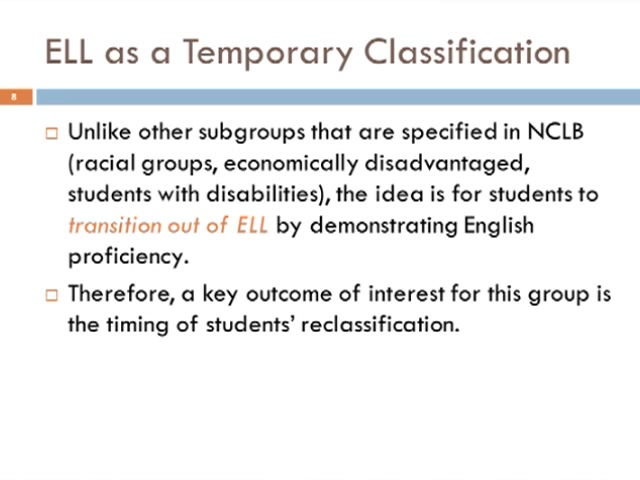 ELL as a Temporary Classification
8
Unlike other subgroups that are specified in NCLB
(racial groups, economically disadvantaged,
students with disabilities), the idea is for students to
transition out of ELL by demonstrating English
proficiency.
Therefore, a key outcome of interest for this group is
the timing of students’ reclassification.